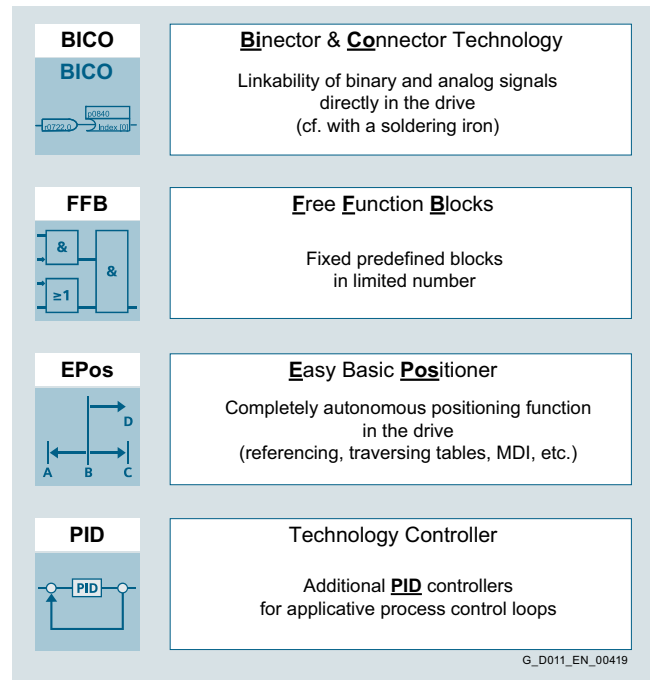 BICO
Binector & Connector Technology
BICO
Linkability of binary and analog signals
directly in the drive
(cf. with a soldering iron)
p0840
r0722.0
Index [0]
FFB
Free Function Blocks
&
&
≥1
Fixed predefined blocks
in limited number
EPos
Easy Basic Positioner
Completely autonomous positioning function
in the drive
(referencing, traversing tables, MDI, etc.)
D
A B C
PID
Technology Controller
PID
Additional PID controllers
for applicative process control loops
G_D011_EN_00419